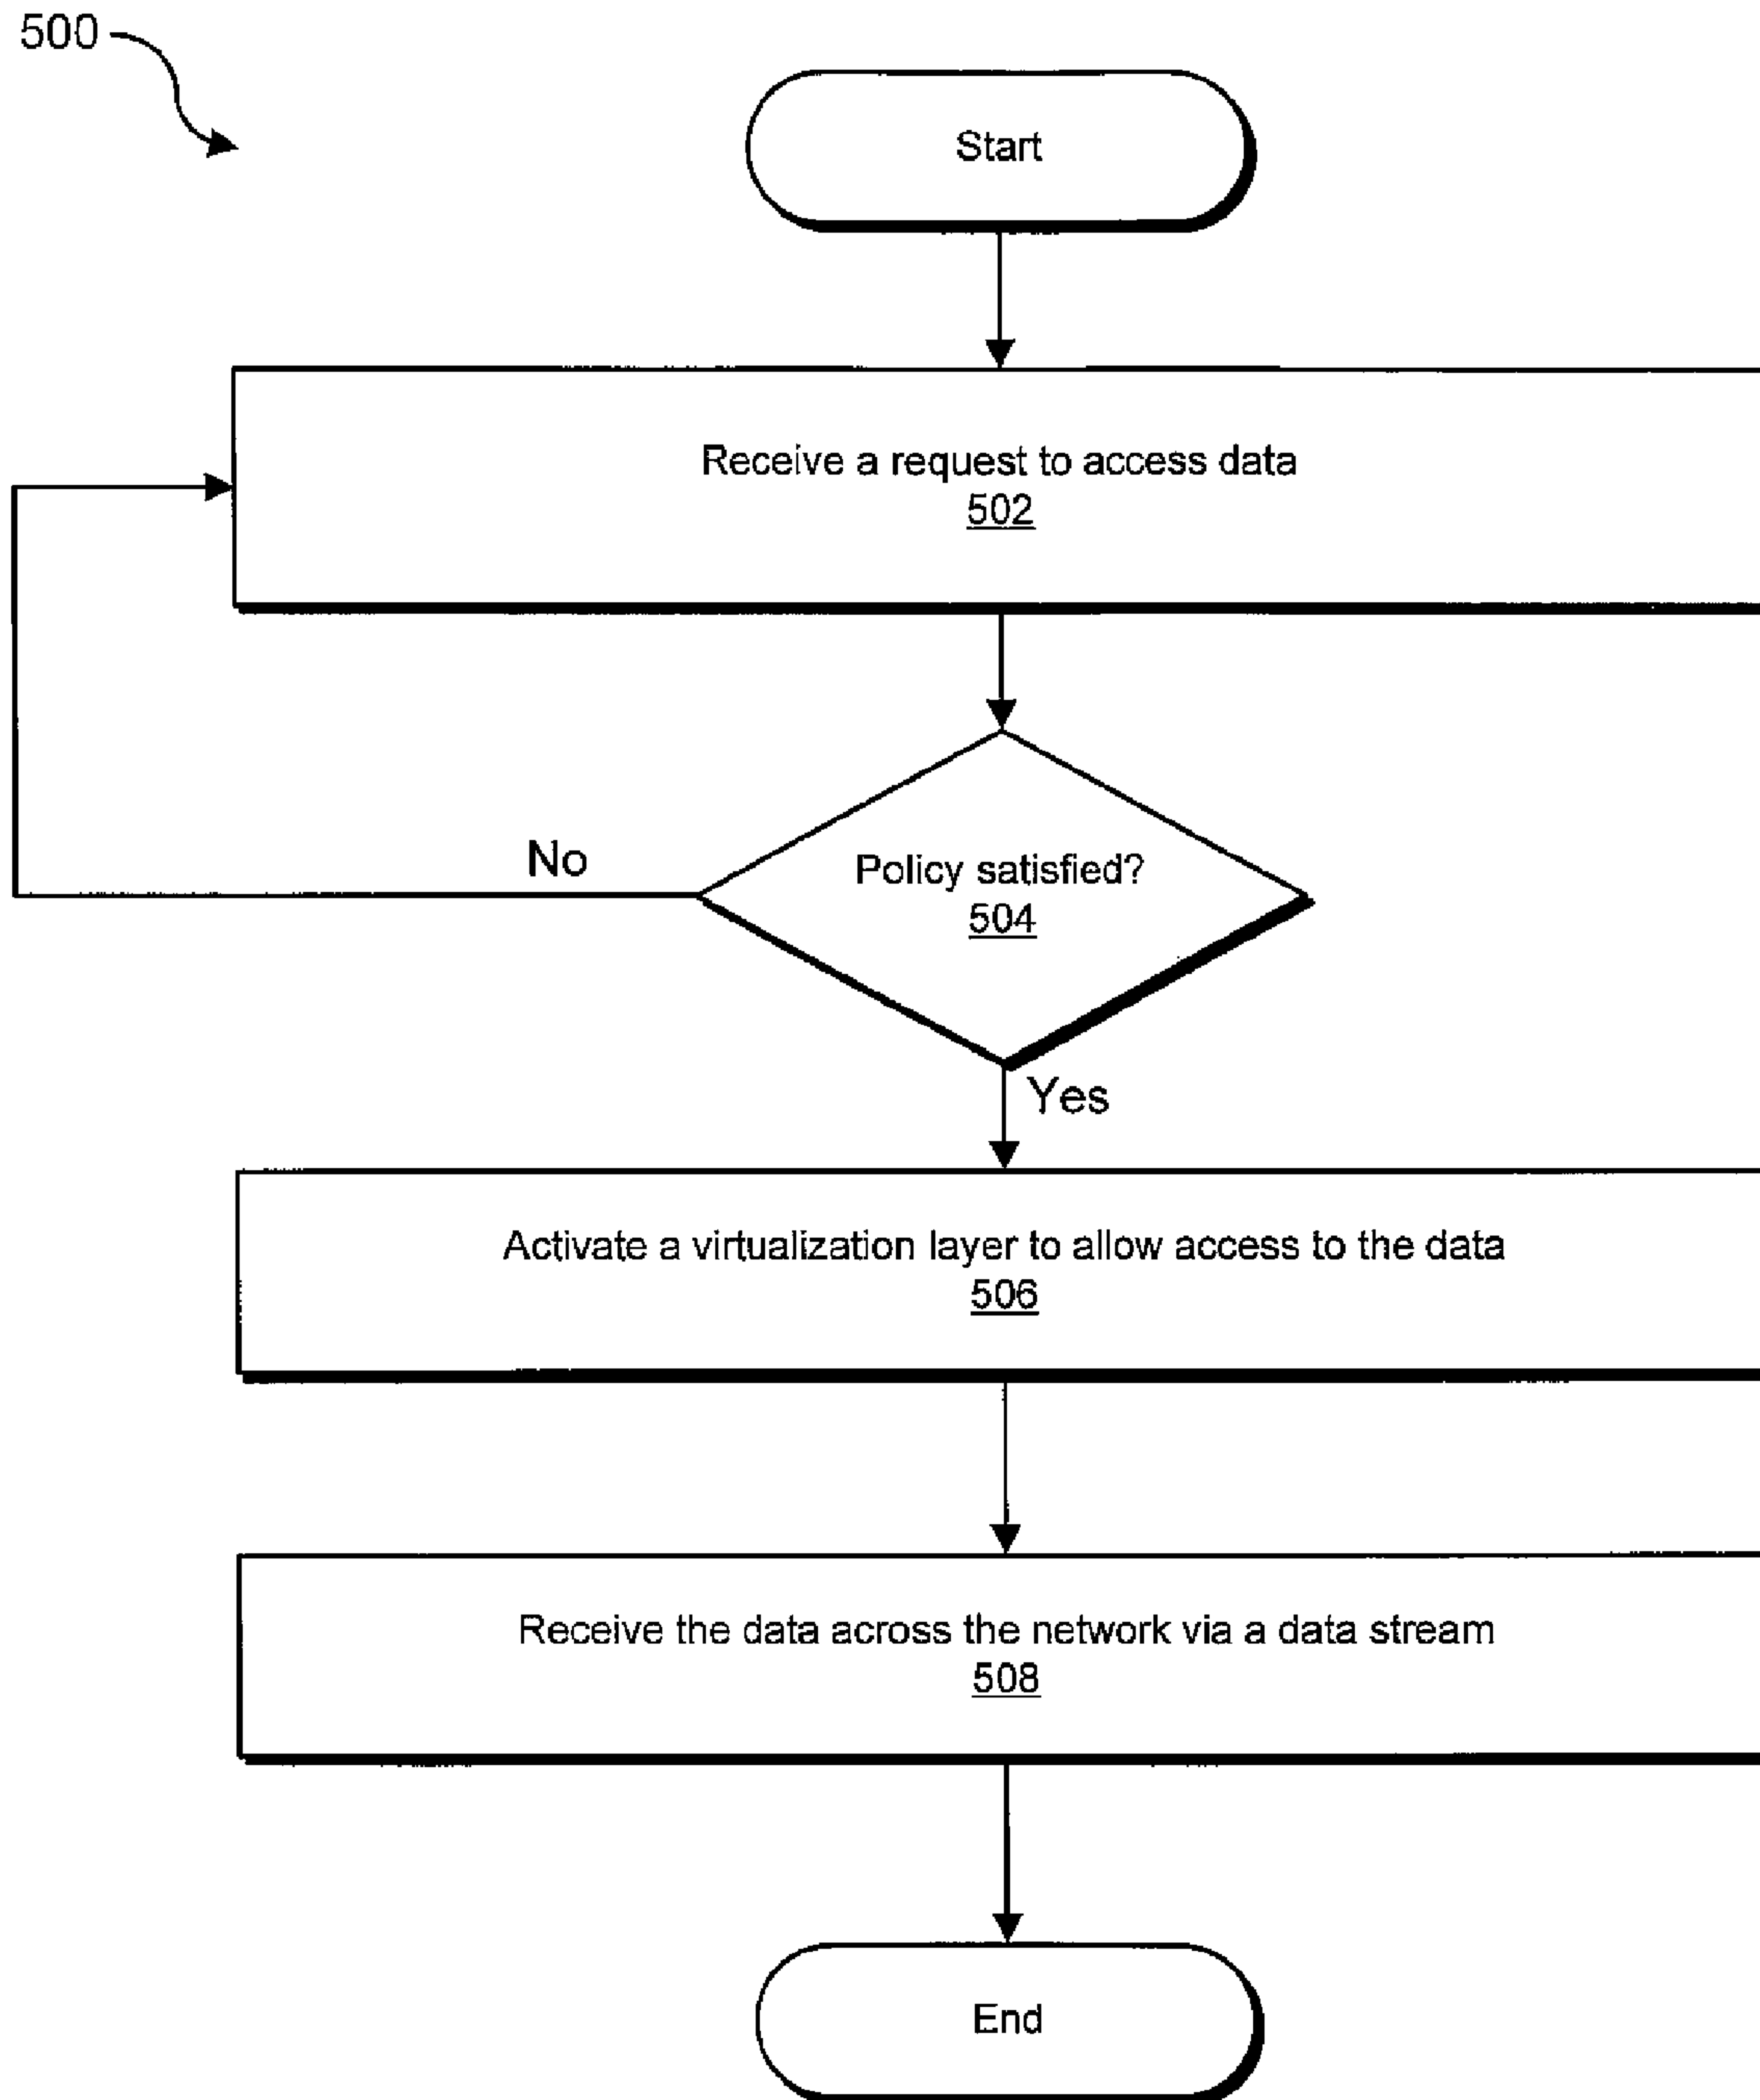 500
Start
Receive a request to access data
502
No
Policy satisfied?
504
Yes
Activate a virtualization layer to allow access to the data
506
Receive the data across the network via a data stream
508
End